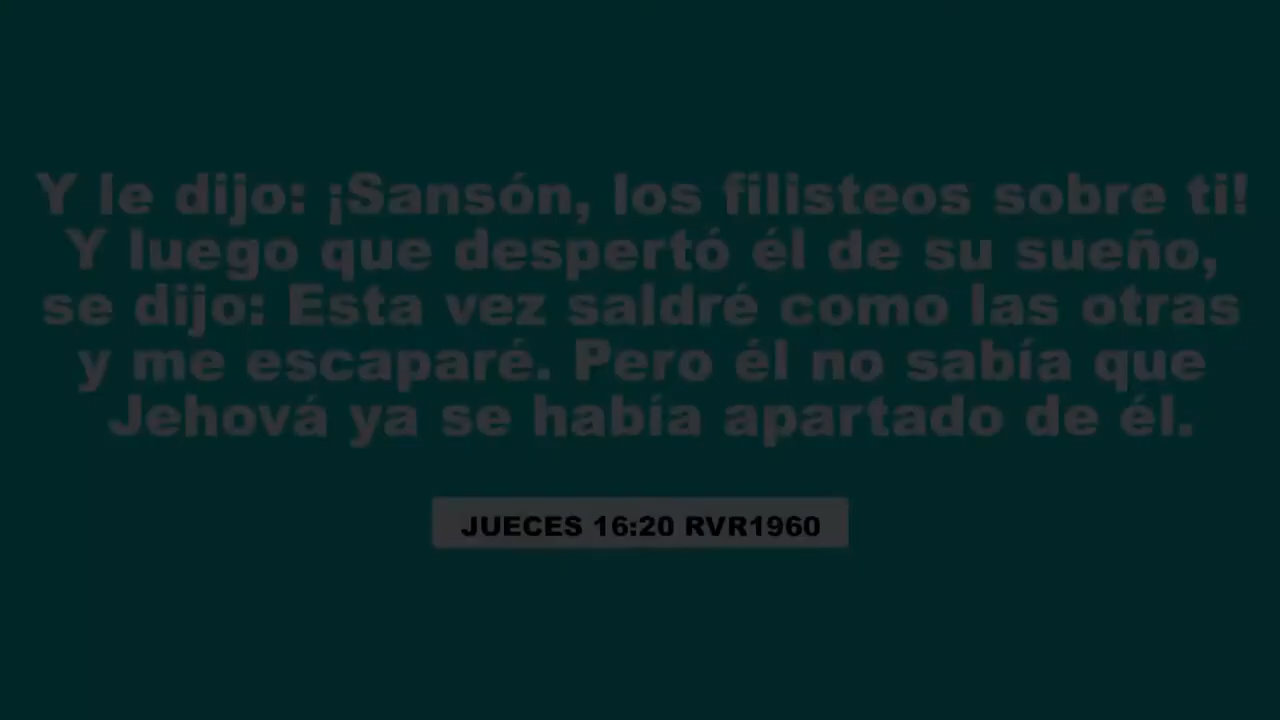 Y le dijo: ¡Sansón, los filisteos sobre ti!
Y luego que despertó él de su sueño,
se dijo: Esta vez saldré como las otras
y me escaparé. Pero él no sabía que
Jehová ya se había apartado de él.
JUECES 16:20 RVR1960